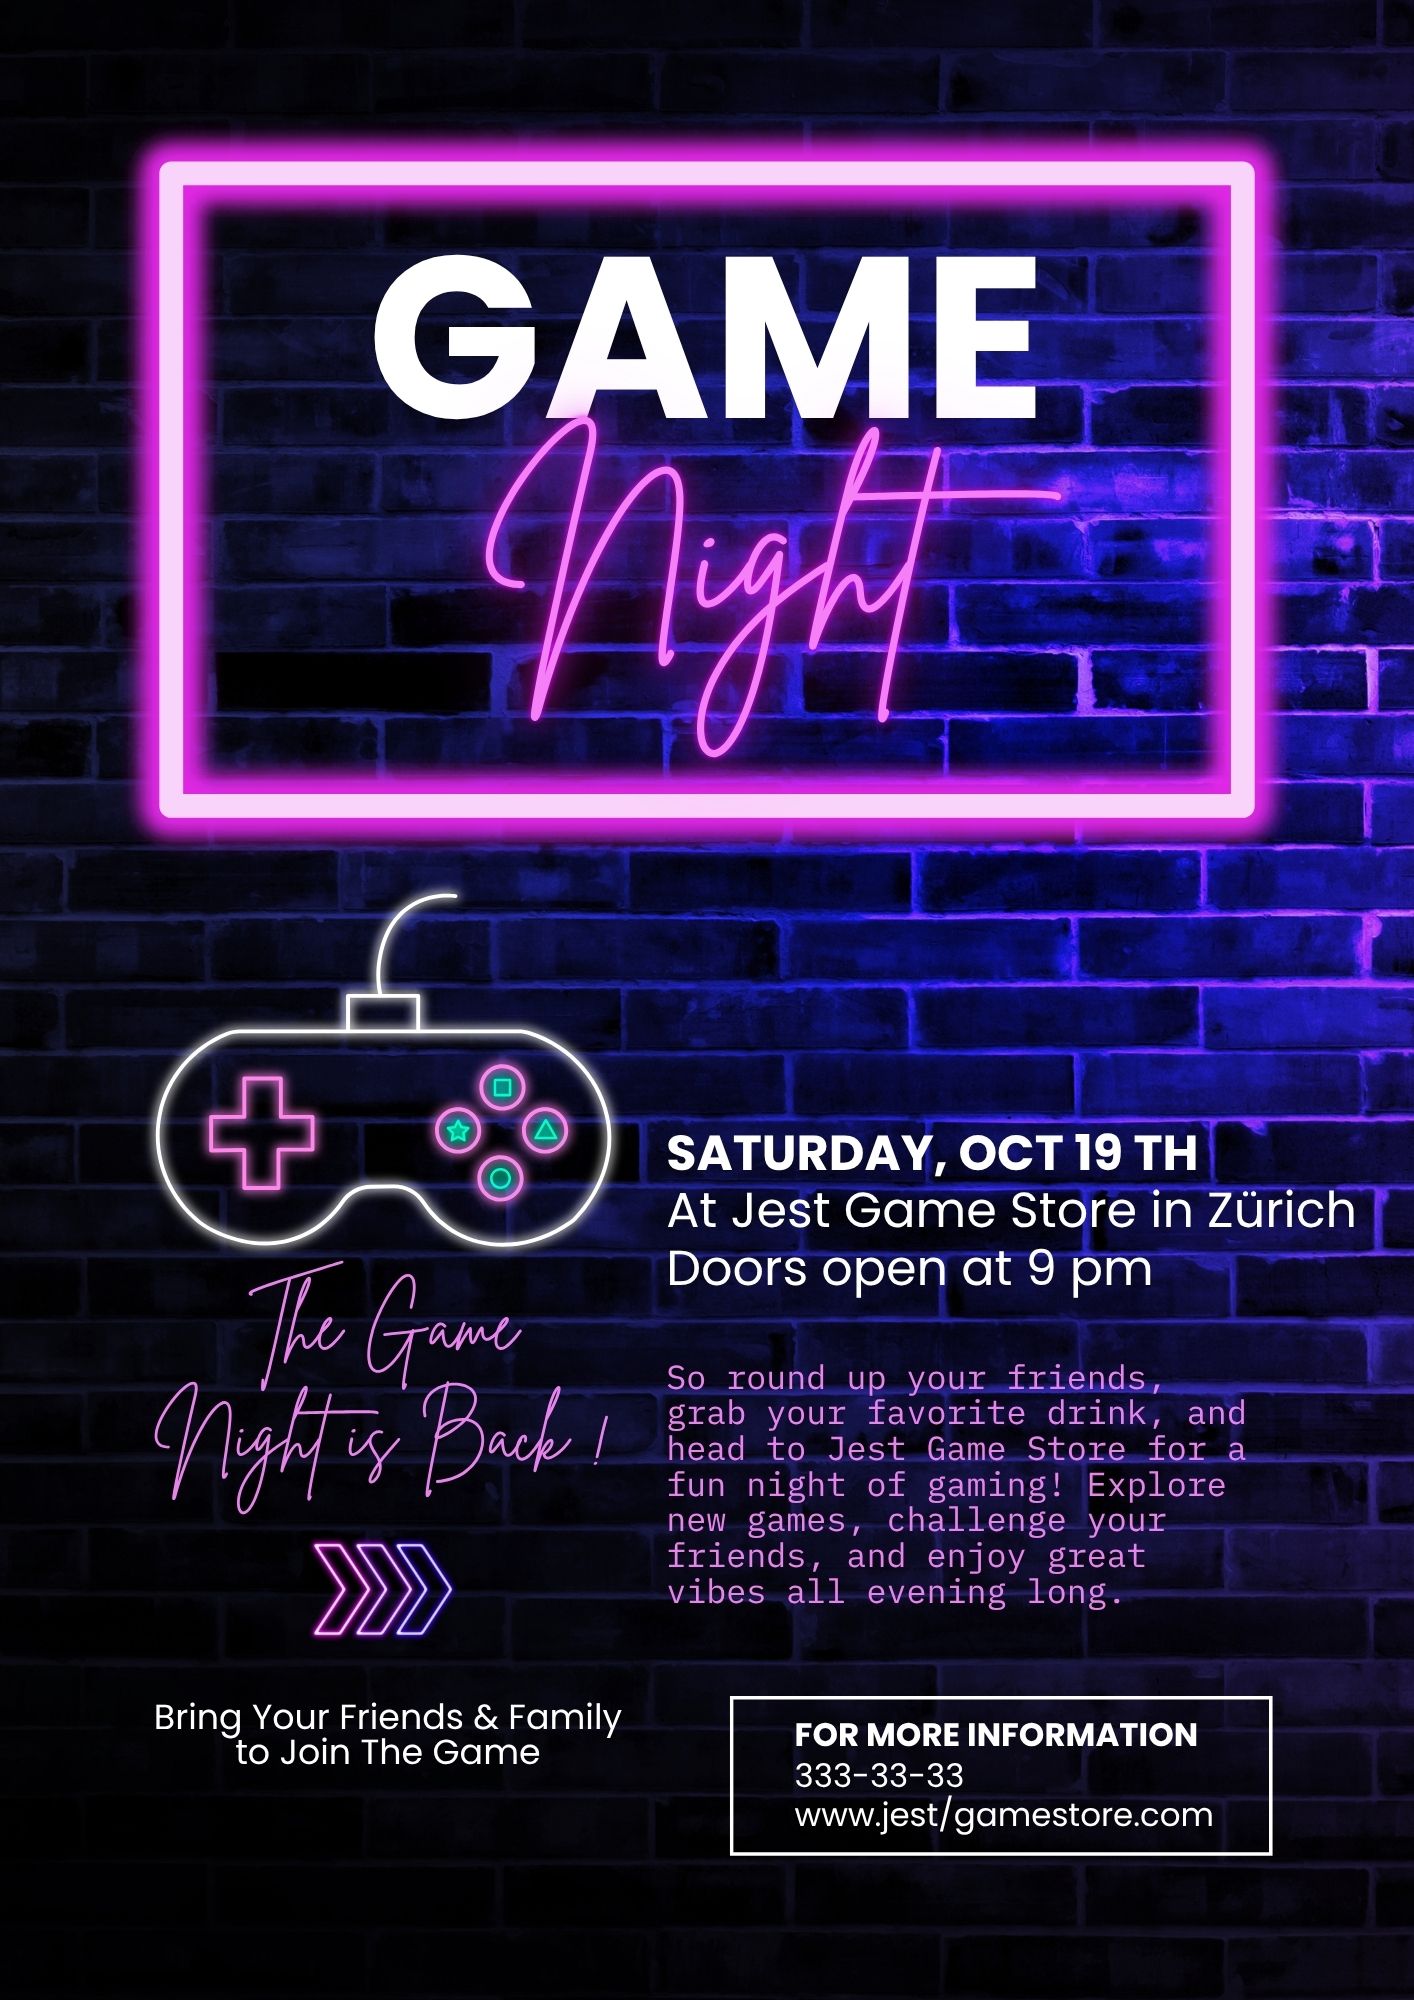 GAME
Night
SATURDAY, OCT 19 TH
At Jest Game Store in Zürich
Doors open at 9 pm
The Game
Night is Back !
So round up your friends,
grab your favorite drink, and
head to Jest Game Store for a
fun night of gaming! Explore
new games, challenge your
friends, and enjoy great
vibes all evening long.
Bring Your Friends & Family
to Join The Game
FOR MORE INFORMATION
333-33-33
www.jest/gamestore.com